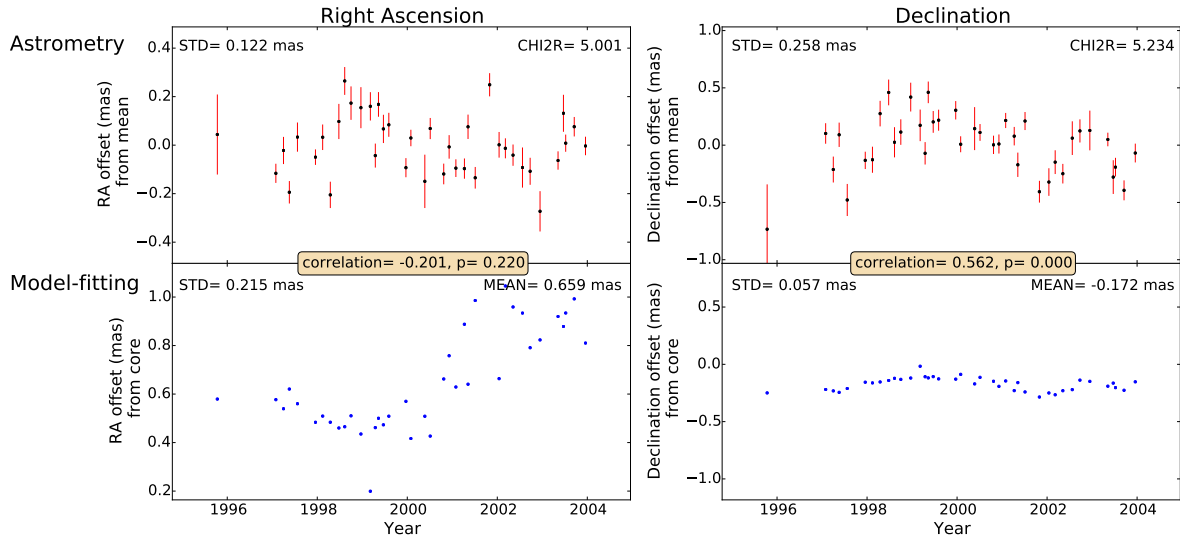 Right Ascension
Declination
Astrometry
STD= 0.122 mas
CHI2R= 5.001
STD= 0.258 mas
CHI2R= 5.234
RA offset (mas)
from mean
0.4
0.2
0.0
−0.2
−0.4
Declination offset (mas)
from mean
1.0
0.5
0.0
−0.5
−1.0
correlation= -0.201, p= 0.220
correlation= 0.562, p= 0.000
Model-fitting
STD= 0.215 mas
MEAN= 0.659 mas
STD= 0.057 mas
MEAN= -0.172 mas
RA offset (mas)
from core
1.0
0.8
0.6
0.4
0.2
Declination offset (mas)
from core
0.5
0.0
−0.5
−1.0
1996 1998 2000 2002 2004
Year
1996 1998 2000 2002 2004
Year